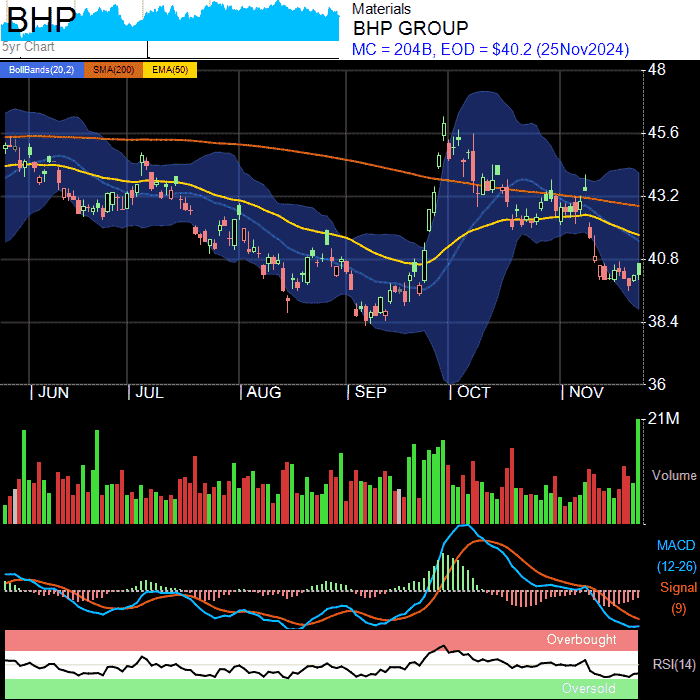 BHP
5yr Chart
Materials
BHP GROUP
MC = 204B, EOD = $40.2 (25Nov2024)
BollBands(20,2) SMA(200) EMA(50)
48
45.6
43.2
40.8
38.4
36
JUN JUL AUG SEP OCT NOV
21M
Volume
MACD
(12-26)
Signal
(9)
Overbought
RSI(14)
Oversold